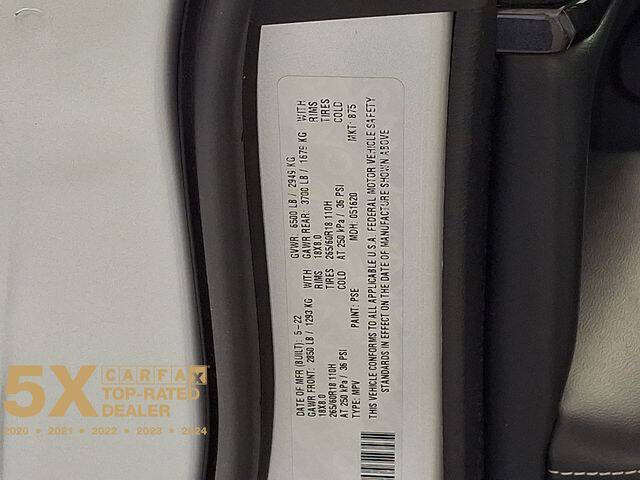 DATE OF MFR (BUILT): 5-22 GVWR: 6500 LB / 2949 KG
GAWR FRONT: 2850 LB / 1293 KG WITH GAWR REAR: 3700 LB / 1679 KG WITH
18X8.0 RIMS 18X8.0 RIMS
265/60R18 110H TIRES 265/60R18 110H TIRES
AT 250 kPa / 36 PSI COLD AT 250 kPa / 36 PSI COLD
TYPE: MPV PAINT: PSE MDH: 051620 MKT: 875
THIS VEHICLE CONFORMS TO ALL APPLICABLE U.S.A. FEDERAL MOTOR VEHICLE SAFETY
STANDARDS IN EFFECT ON THE DATE OF MANUFACTURE SHOWN ABOVE
5X CARFAX
TOP-RATED
DEALER
2020 • 2021 • 2022 • 2023 • 2024